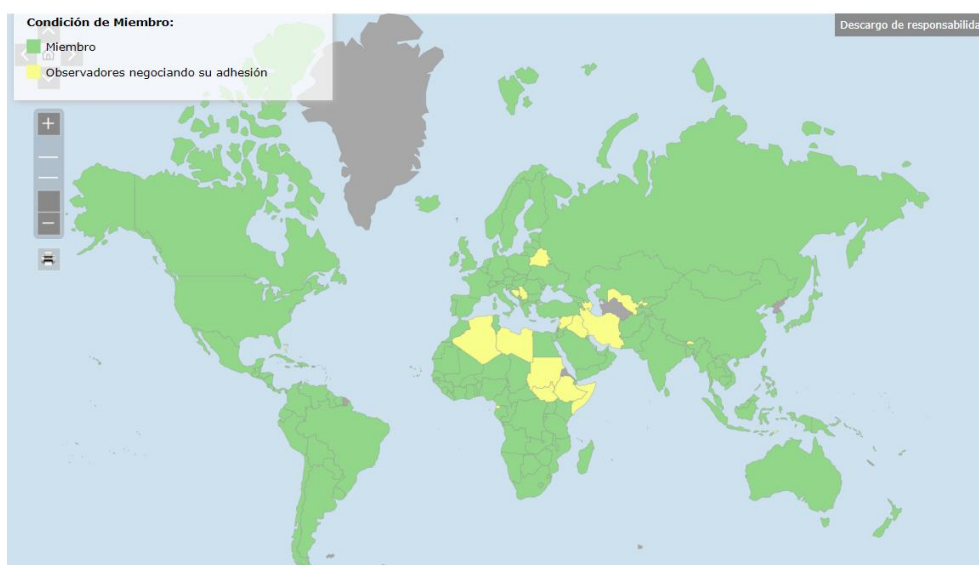 Condición de Miembro:
Miembro
Observadores negociando su adhesión
Descargo de responsabilida